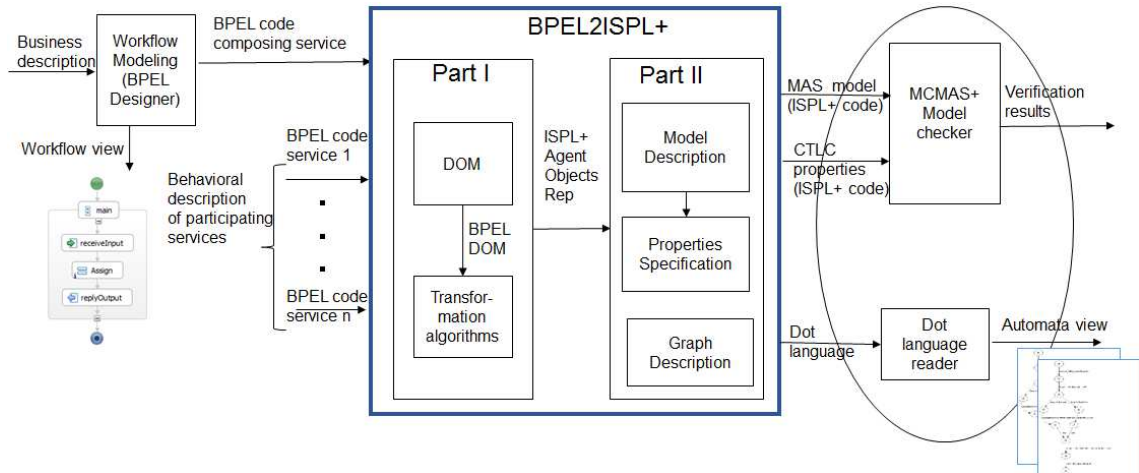 Business
description
Workflow
Modeling
(BPEL
Designer)
BPEL code
composing service
Workflow view
main
receiveInput
Assign
replyOutput
Behavioral
description
of participating
services
BPEL code
service 1
BPEL code
service n
BPEL2ISPL+
Part I
DOM
BPEL
DOM
Transfor-
mation
algorithms
ISPL+
Agent
Objects
Rep
Part II
Model
Description
Properties
Specification
Graph
Description
MAS model
(ISPL+ code)
CTLC
properties
(ISPL+ code)
MCMAS+
Model
checker
Verification
results
Dot
language
Dot
language
reader
Automata view